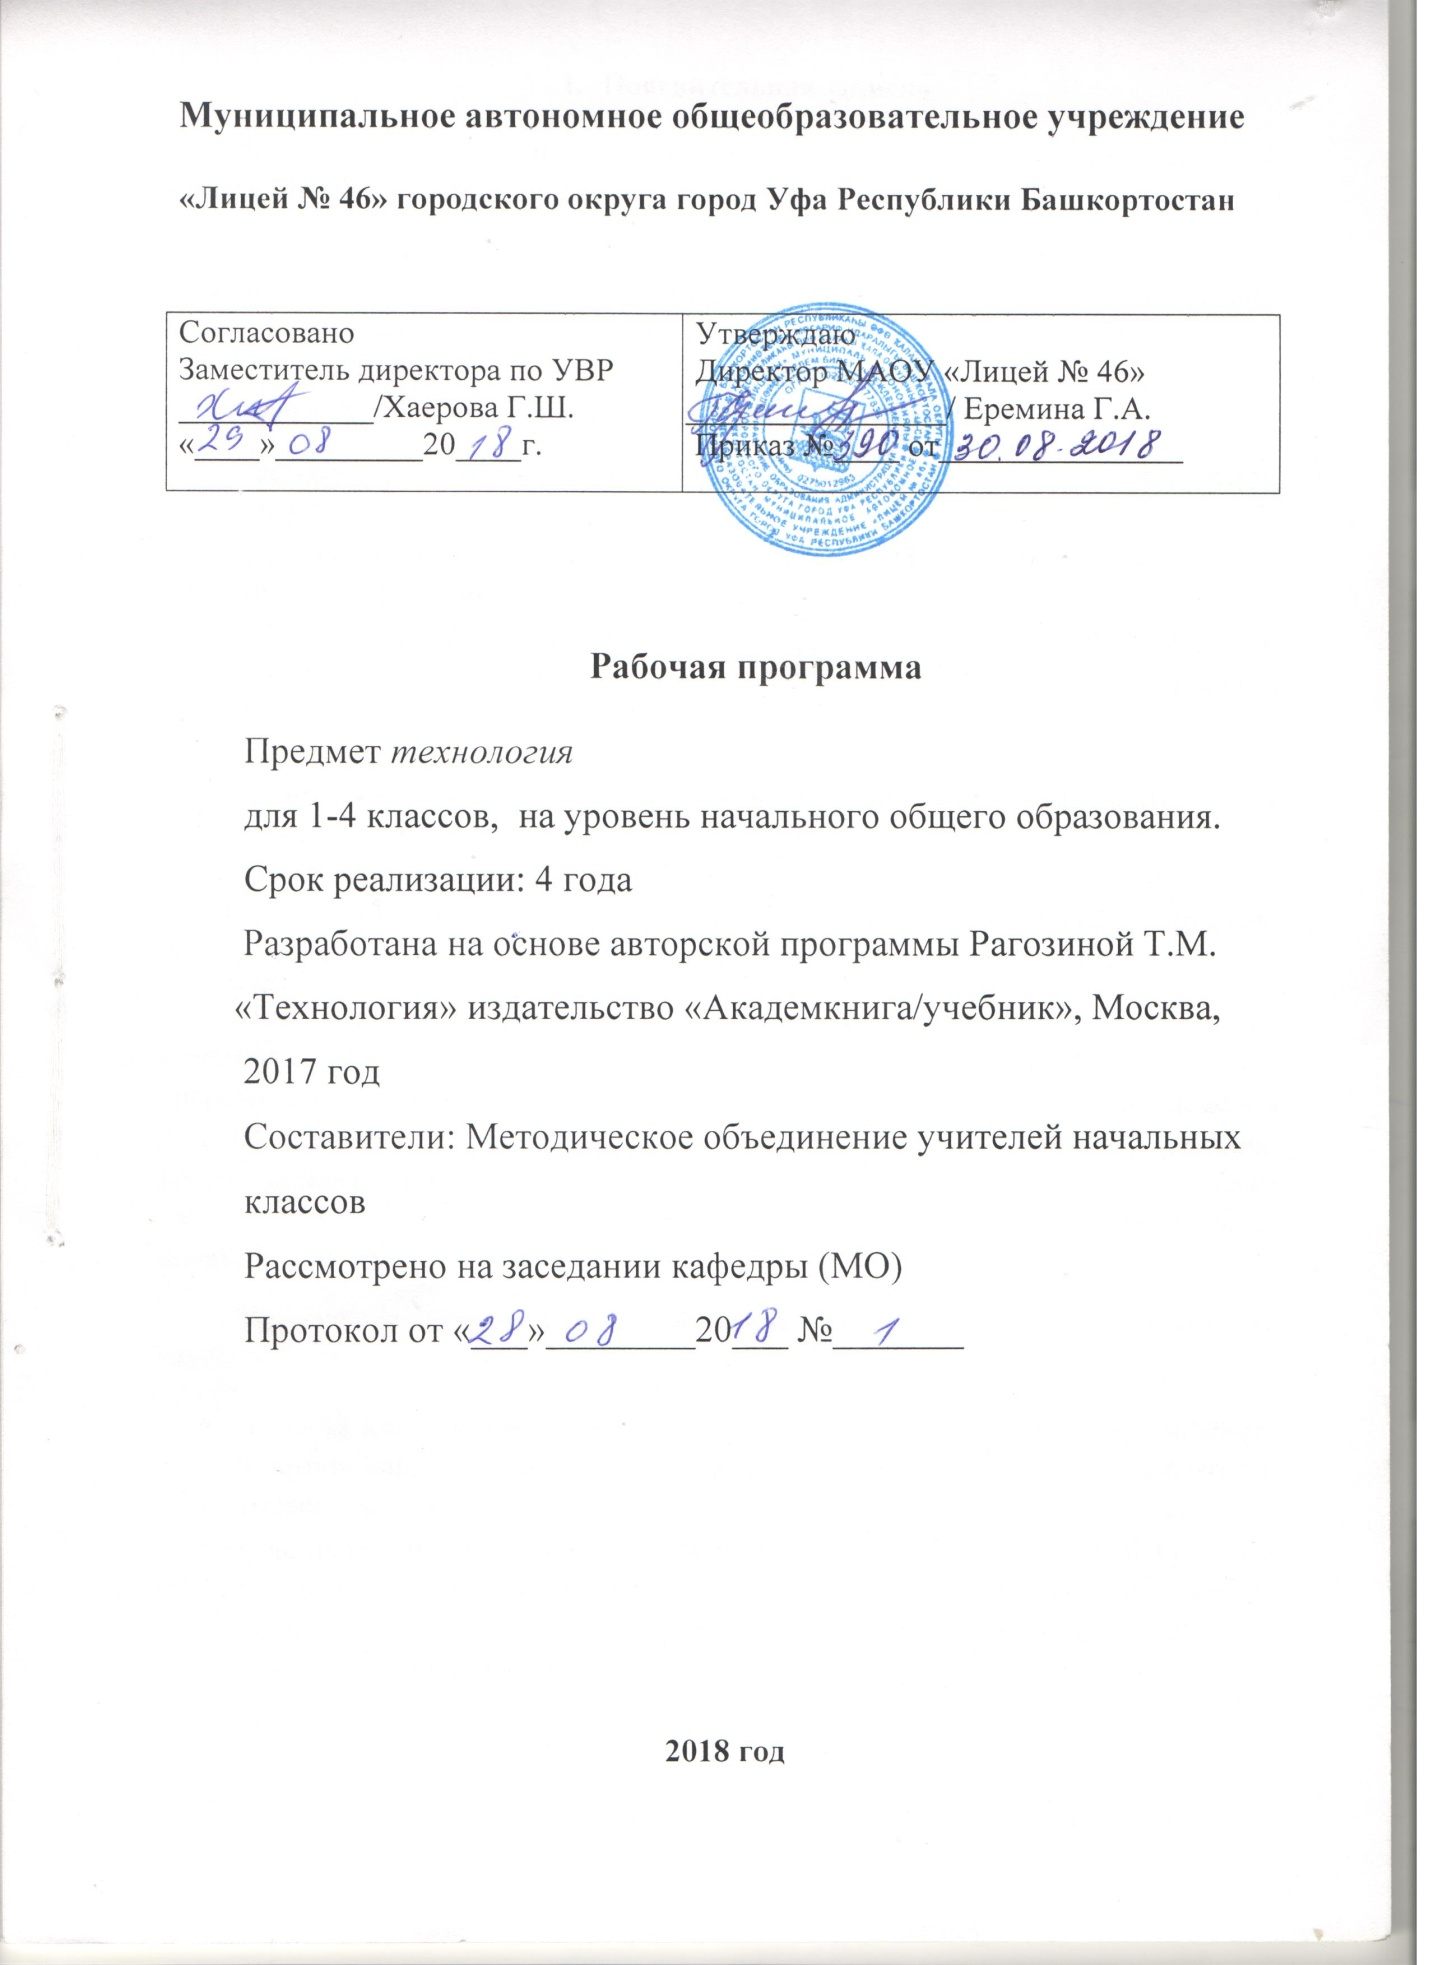 Муниципальное автономное общеобразовательное учреждение
«Лицей № 46» городского округа город Уфа Республики Башкортостан
Согласовано
Заместитель директора по УВР
/Хаерова Г.Ш.
«29» 08 2018г.
Утверждаю
Директор МАОУ «Лицей № 46»
/ Еремина Г.А.
Приказ № 390 от 30.08.2018
Рабочая программа
Предмет технология
для 1-4 классов, на уровень начального общего образования.
Срок реализации: 4 года
Разработана на основе авторской программы Рагозиной Т.М.
«Технология» издательство «Академкнига/учебник», Москва,
2017 год
Составители: Методическое объединение учителей начальных
классов
Рассмотрено на заседании кафедры (МО)
Протокол от «28» 08 2018 № 1
2018 год